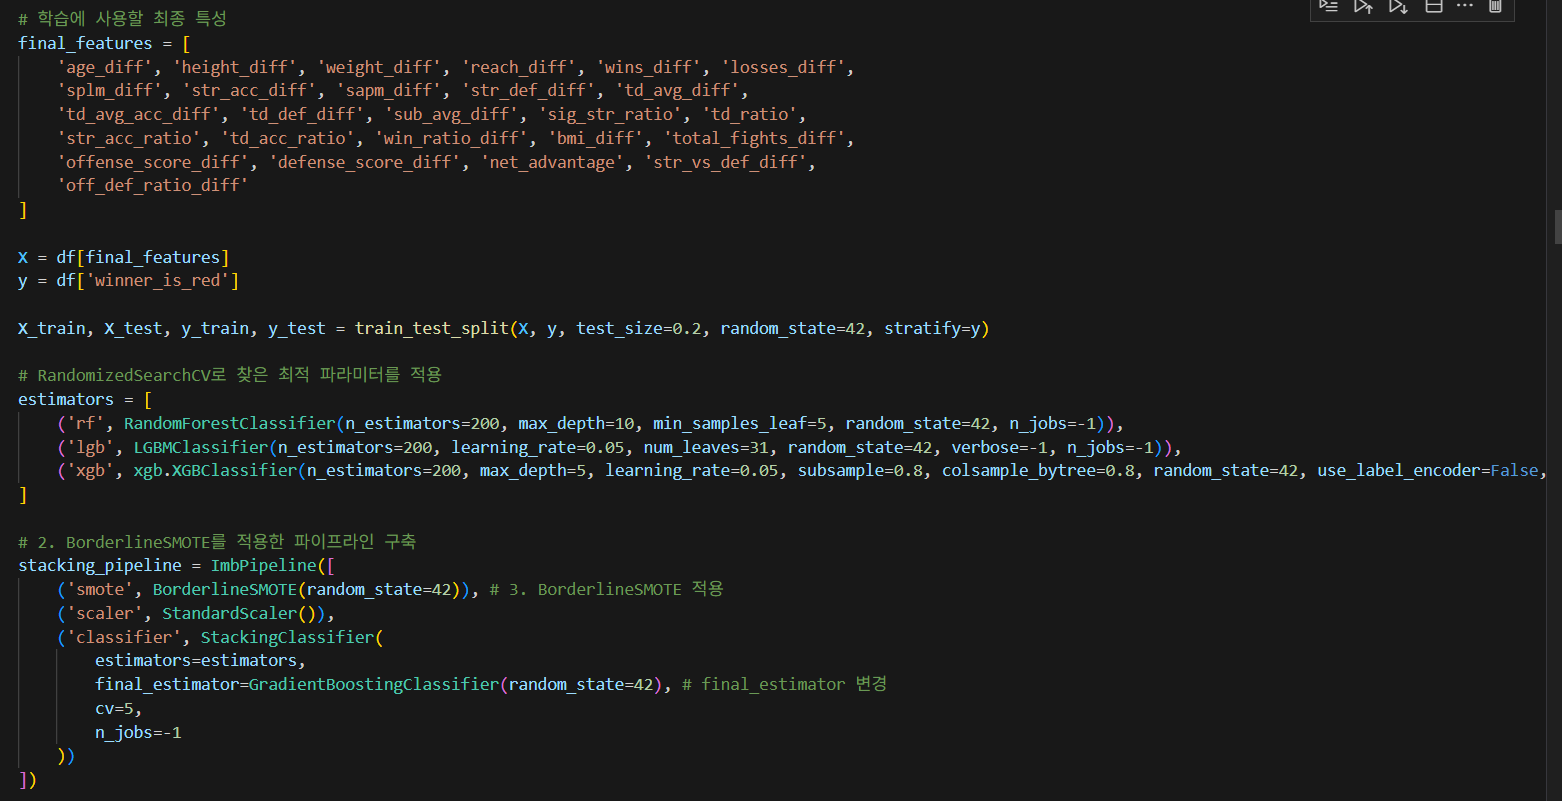 # 학습에 사용할 최종 특성
final_features = [
    'age_diff', 'height_diff', 'weight_diff', 'reach_diff', 'wins_diff', 'losses_diff',
    'splm_diff', 'str_acc_diff', 'sapm_diff', 'str_def_diff', 'td_avg_diff',
    'td_avg_acc_diff', 'td_def_diff', 'sub_avg_diff', 'sig_str_ratio', 'td_ratio',
    'str_acc_ratio', 'td_acc_ratio', 'win_ratio_diff', 'bmi_diff', 'total_fights_diff',
    'offense_score_diff', 'defense_score_diff', 'net_advantage', 'str_vs_def_diff',
    'off_def_ratio_diff'
]
X = df[final_features]
y = df['winner_is_red']
X_train, X_test, y_train, y_test = train_test_split(X, y, test_size=0.2, random_state=42, stratify=y)
# RandomizedSearchCV로 찾은 최적 파라미터를 적용
estimators = [
    ('rf', RandomForestClassifier(n_estimators=200, max_depth=10, min_samples_leaf=5, random_state=42, n_jobs=-1)),
    ('lgb', LGBMClassifier(n_estimators=200, learning_rate=0.05, num_leaves=31, random_state=42, verbose=-1, n_jobs=-1)),
    ('xgb', xgb.XGBClassifier(n_estimators=200, max_depth=5, learning_rate=0.05, subsample=0.8, colsample_bytree=0.8, random_state=42, use_label_encoder=False,
]
# 2. BorderlineSMOTE를 적용한 파이프라인 구축
stacking_pipeline = ImbPipeline([
    ('smote', BorderlineSMOTE(random_state=42)), # 3. BorderlineSMOTE 적용
    ('scaler', StandardScaler()),
    ('classifier', StackingClassifier(
        estimators=estimators,
        final_estimator=GradientBoostingClassifier(random_state=42), # final_estimator 변경
        cv=5,
        n_jobs=-1
    ))
])